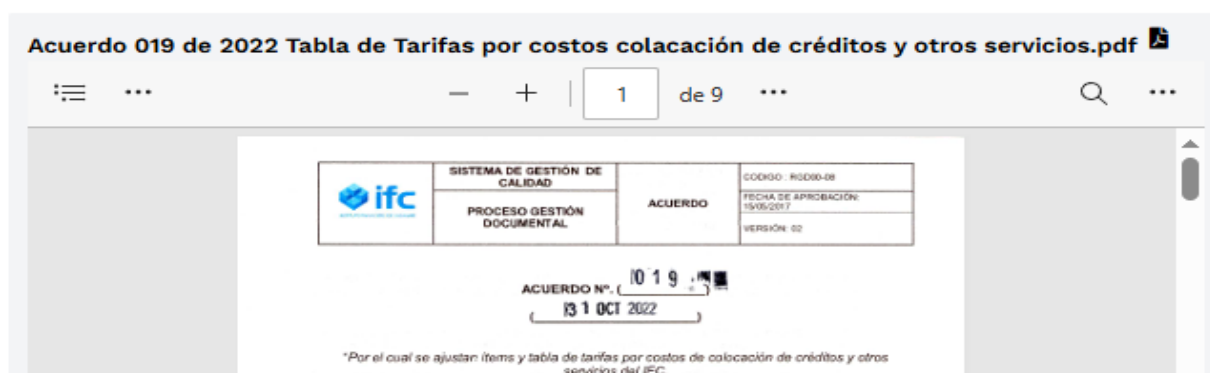 Acuerdo 019 de 2022 Tabla de Tarifas por costos colacación de créditos y otros servicios.pdf
1 de 9
ifc
SISTEMA DE GESTIÓN DE
CALIDAD
PROCESO GESTIÓN
DOCUMENTAL
ACUERDO
CODIGO : RGD00-08
FECHA DE APROBACIÓN:
15/05/2017
VERSIÓN: 02
ACUERDO Nº. ( 019 )
( 31 OCT 2022 )
"Por el cual se ajustan ítems y tabla de tarifas por costos de colocación de créditos y otros
servicios del IFC